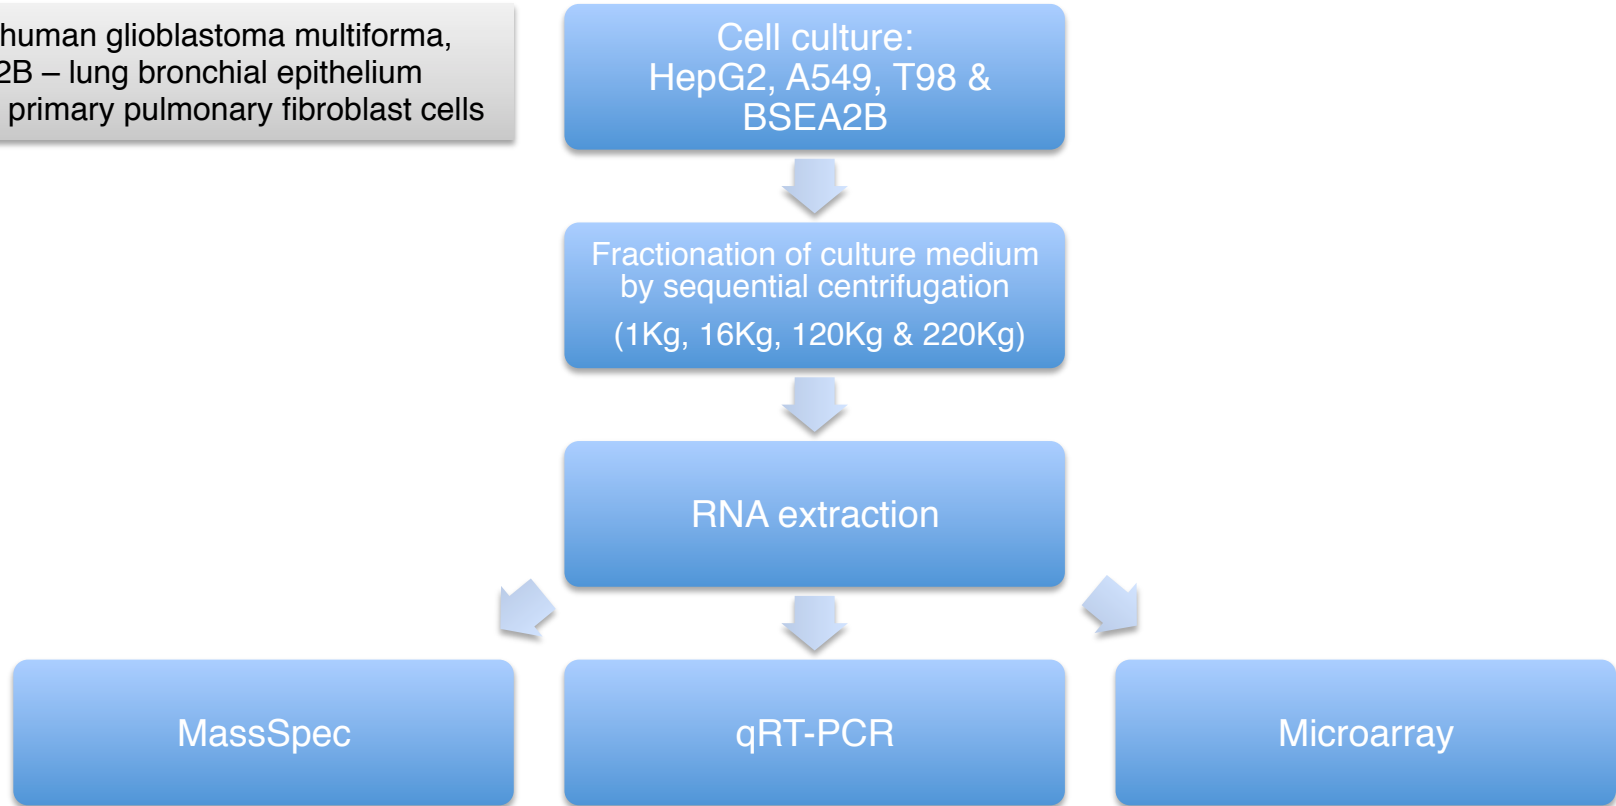 human glioblastoma multiforma,
2B – lung bronchial epithelium
primary pulmonary fibroblast cells
Cell culture:
HepG2, A549, T98 &
BSEA2B
Fractionation of culture medium
by sequential centrifugation
(1Kg, 16Kg, 120Kg & 220Kg)
RNA extraction
MassSpec
qRT-PCR
Microarray